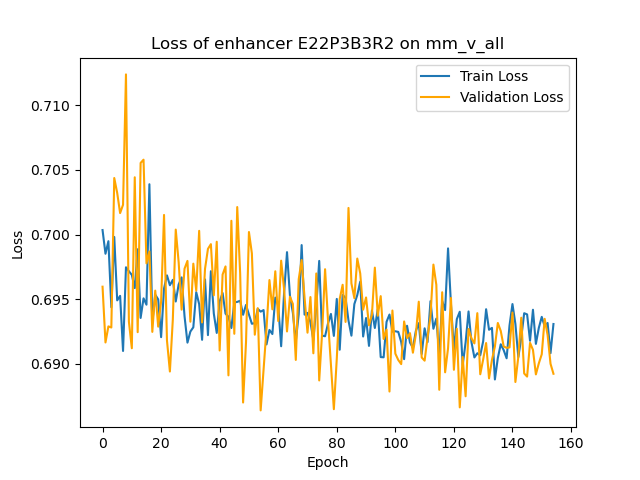 Loss of enhancer E22P3B3R2 on mm_v_all
Train Loss
Validation Loss
0.710
0.705
0.700
0.695
0.690
Loss
0 20 40 60 80 100 120 140 160
Epoch